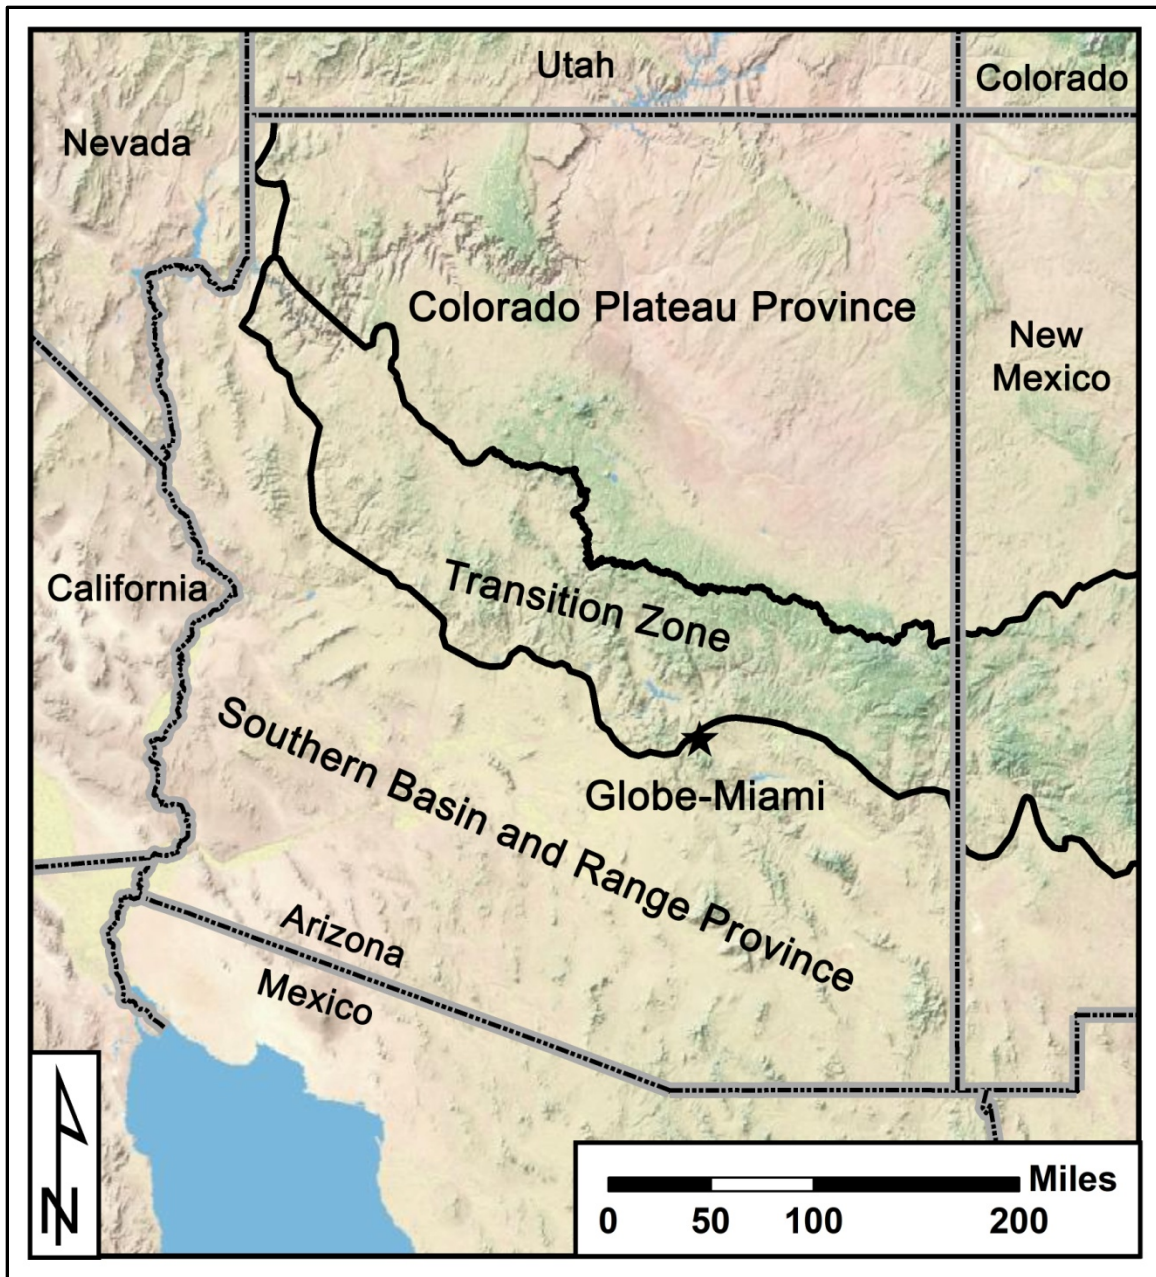 Utah
Colorado
Nevada
Colorado Plateau Province
New
Mexico
California
Transition Zone
Southern Basin and Range Province
Globe-Miami
Arizona
Mexico
N
Miles
0 50 100 200